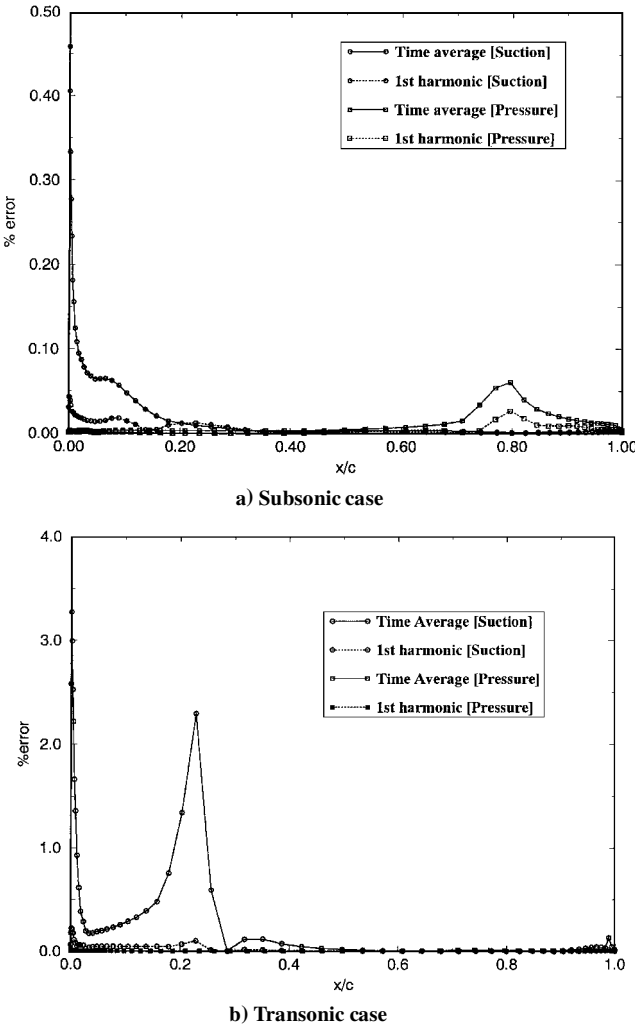 0.50
0.40
0.30
0.20
0.10
0.00
% error
Time average [Suction]
1st harmonic [Suction]
Time average [Pressure]
1st harmonic [Pressure}
0.00 0.20 0.40 0.60 0.80 1.00
x/c
a) Subsonic case
4.0
3.0
2.0
1.0
0.0
%error
Time Average [Suction}
1st harmonic [Suction]
Time Average [Pressure]
1st harmonic [Pressure]
0.0 0.2 0.4 0.6 0.8 1.0
x/c
b) Transonic case